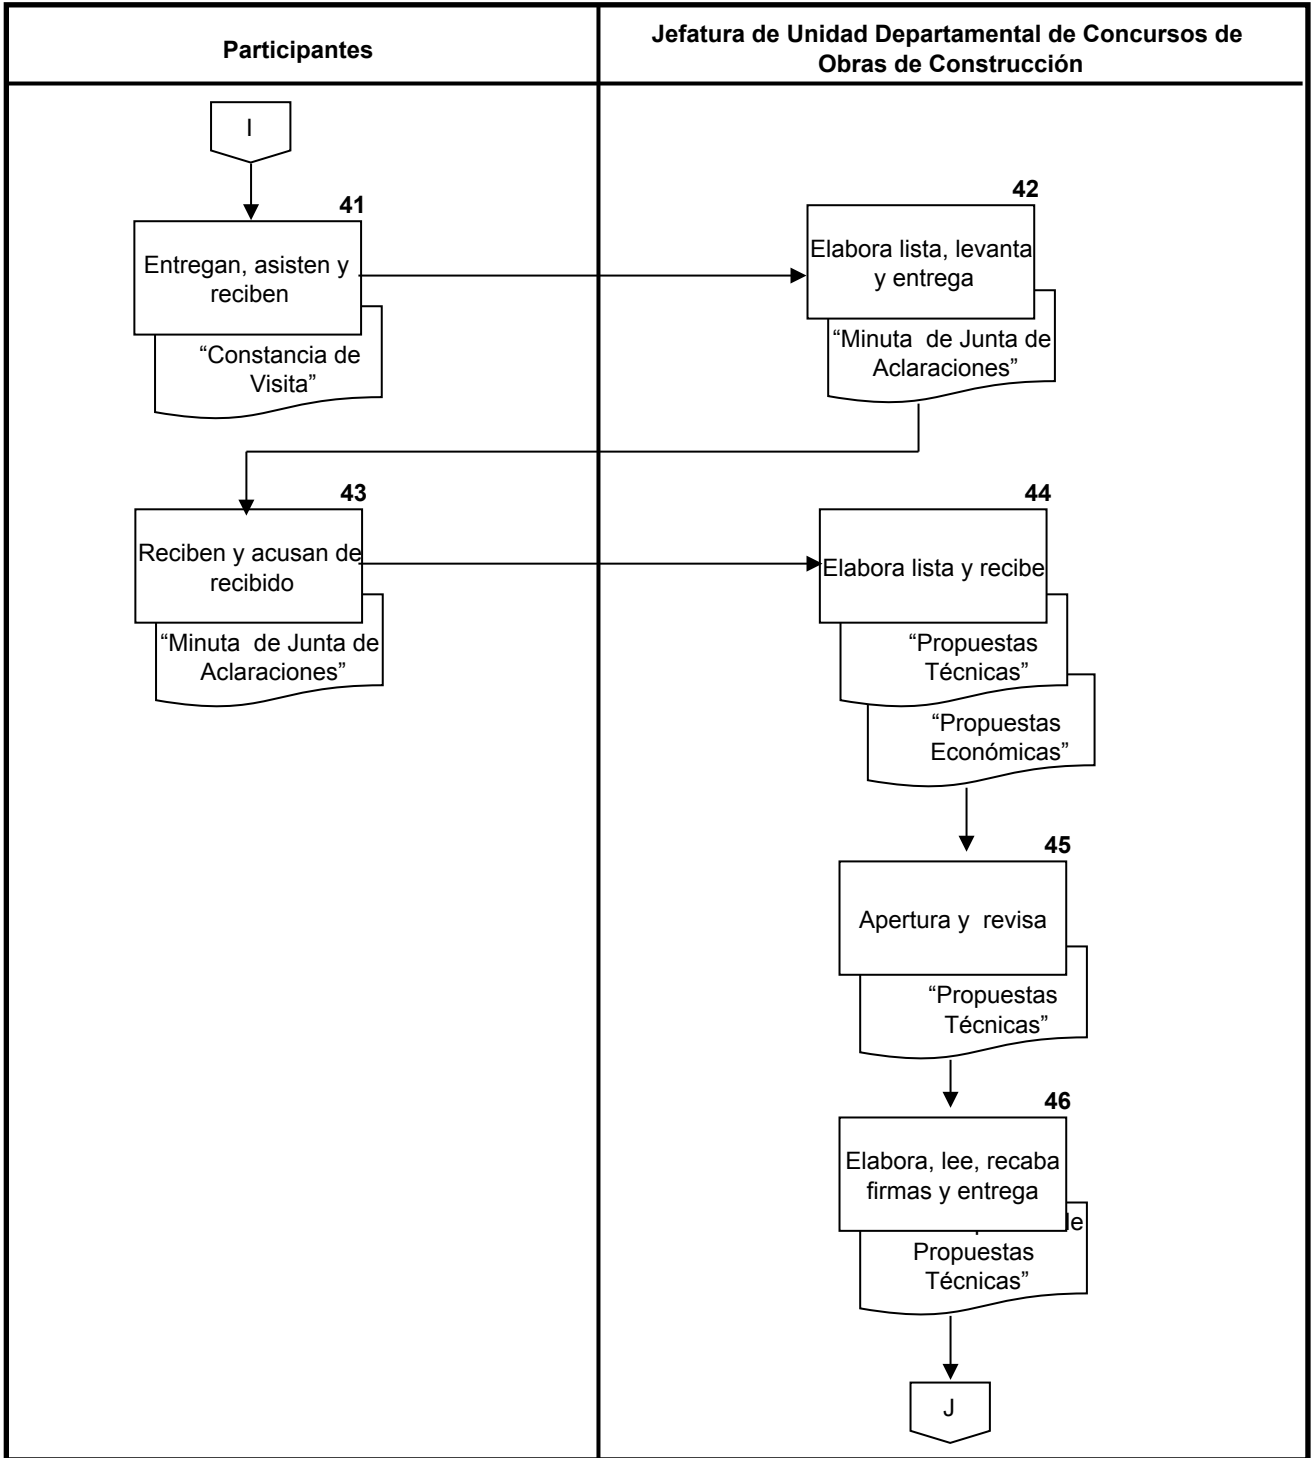 Participantes
Jefatura de Unidad Departamental de Concursos de
Obras de Construcción
I
41
Entregan, asisten y
reciben
“Constancia de
Visita”
42
Elabora lista, levanta
y entrega
“Minuta  de Junta de
Aclaraciones”
43
Reciben y acusan de
recibido
“Minuta  de Junta de
Aclaraciones”
44
Elabora lista y recibe
“Propuestas
Técnicas”
“Propuestas
Económicas”
45
Apertura y  revisa
“Propuestas
Técnicas”
46
Elabora, lee, recaba
firmas y entrega
Propuestas
Técnicas”
J